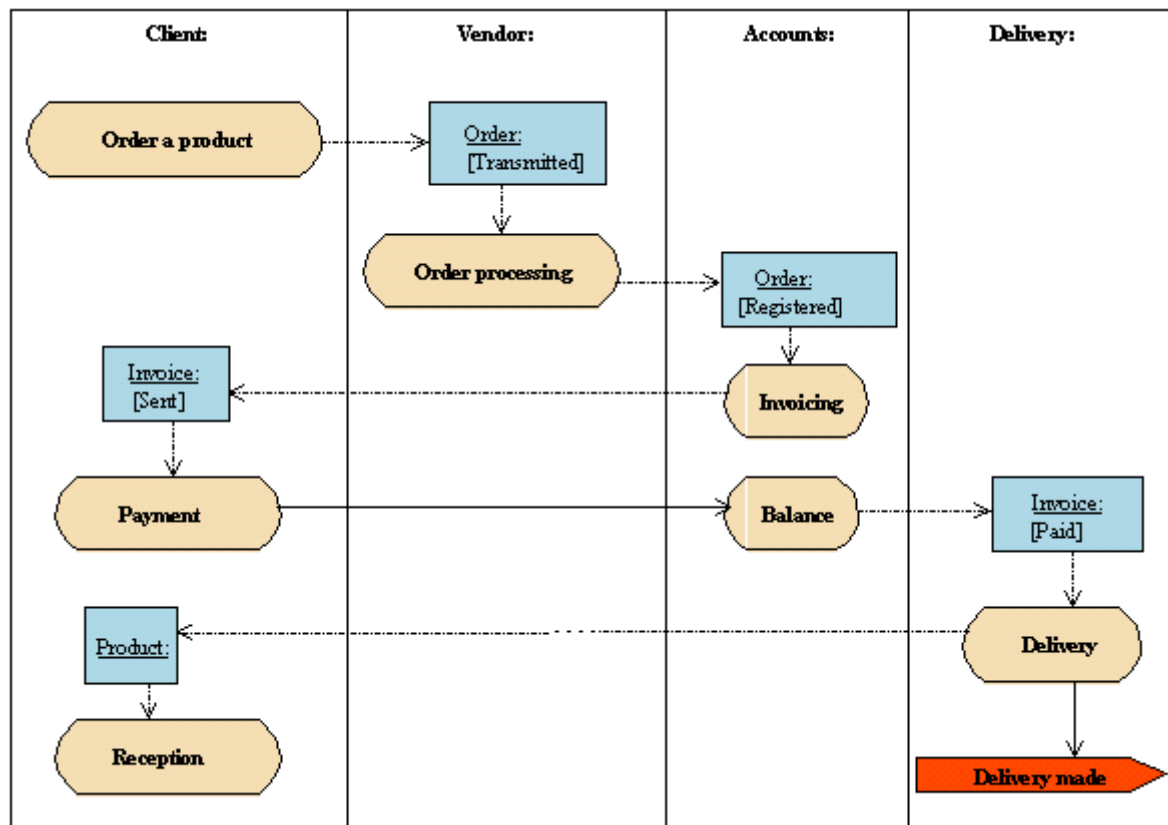 Client:
Vendor:
Accounts:
Delivery:
Order a product
Order:
[Transmitted]
Order processing
Order:
[Registered]
Invoice:
[Sent]
Invoicing
Payment
Balance
Invoice:
[Paid]
Product:
Delivery
Reception
Delivery made